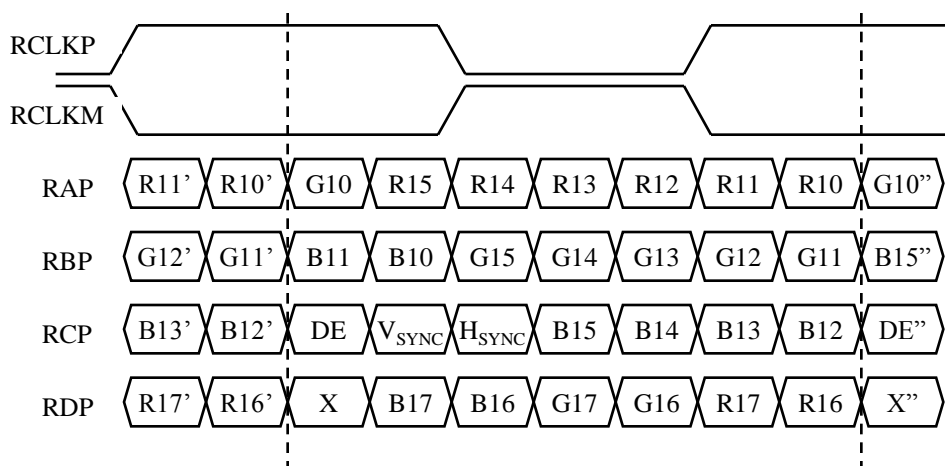 RCLKP
RCLKM
RAP R11’ R10’ G10 R15 R14 R13 R12 R11 R10 G10”
RBP G12’ G11’ B11 B10 G15 G14 G13 G12 G11 B15”
RCP B13’ B12’ DE VSYNC HSYNC B15 B14 B13 B12 DE”
RDP R17’ R16’ X B17 B16 G17 G16 R17 R16 X”